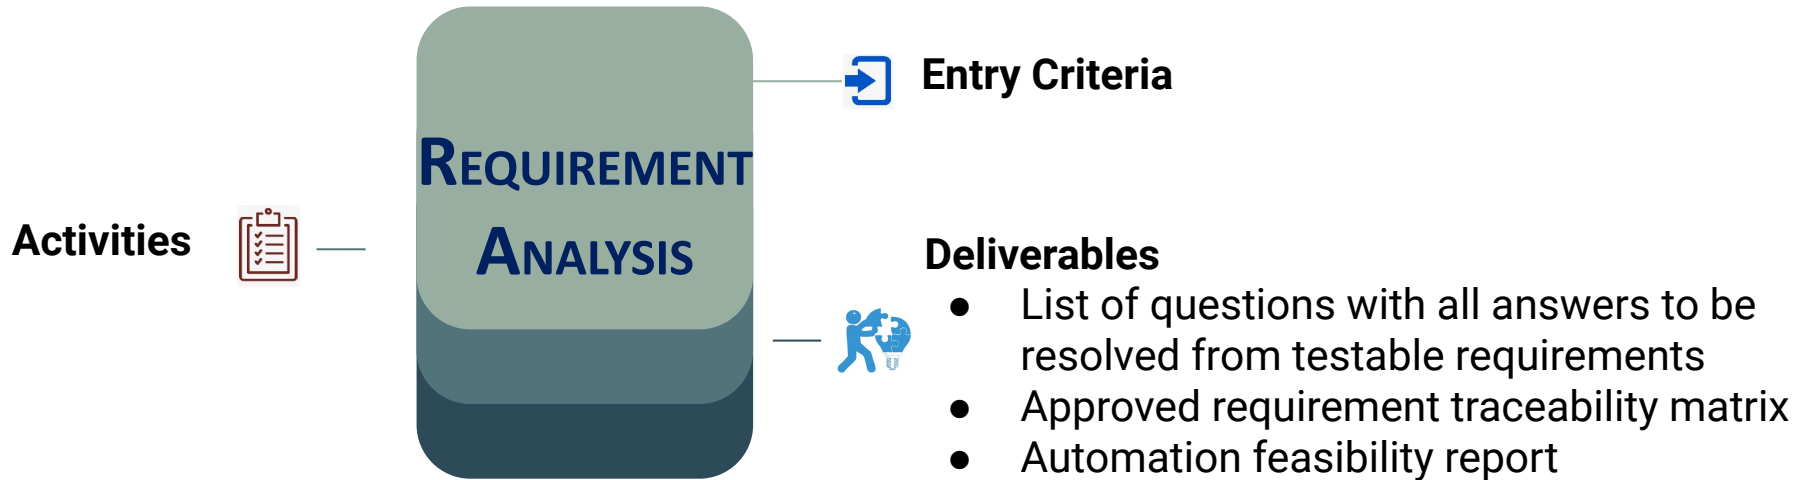 Entry Criteria
REQUIREMENT
ANALYSIS
Activities
Deliverables
● List of questions with all answers to be
resolved from testable requirements
● Approved requirement traceability matrix
● Automation feasibility report